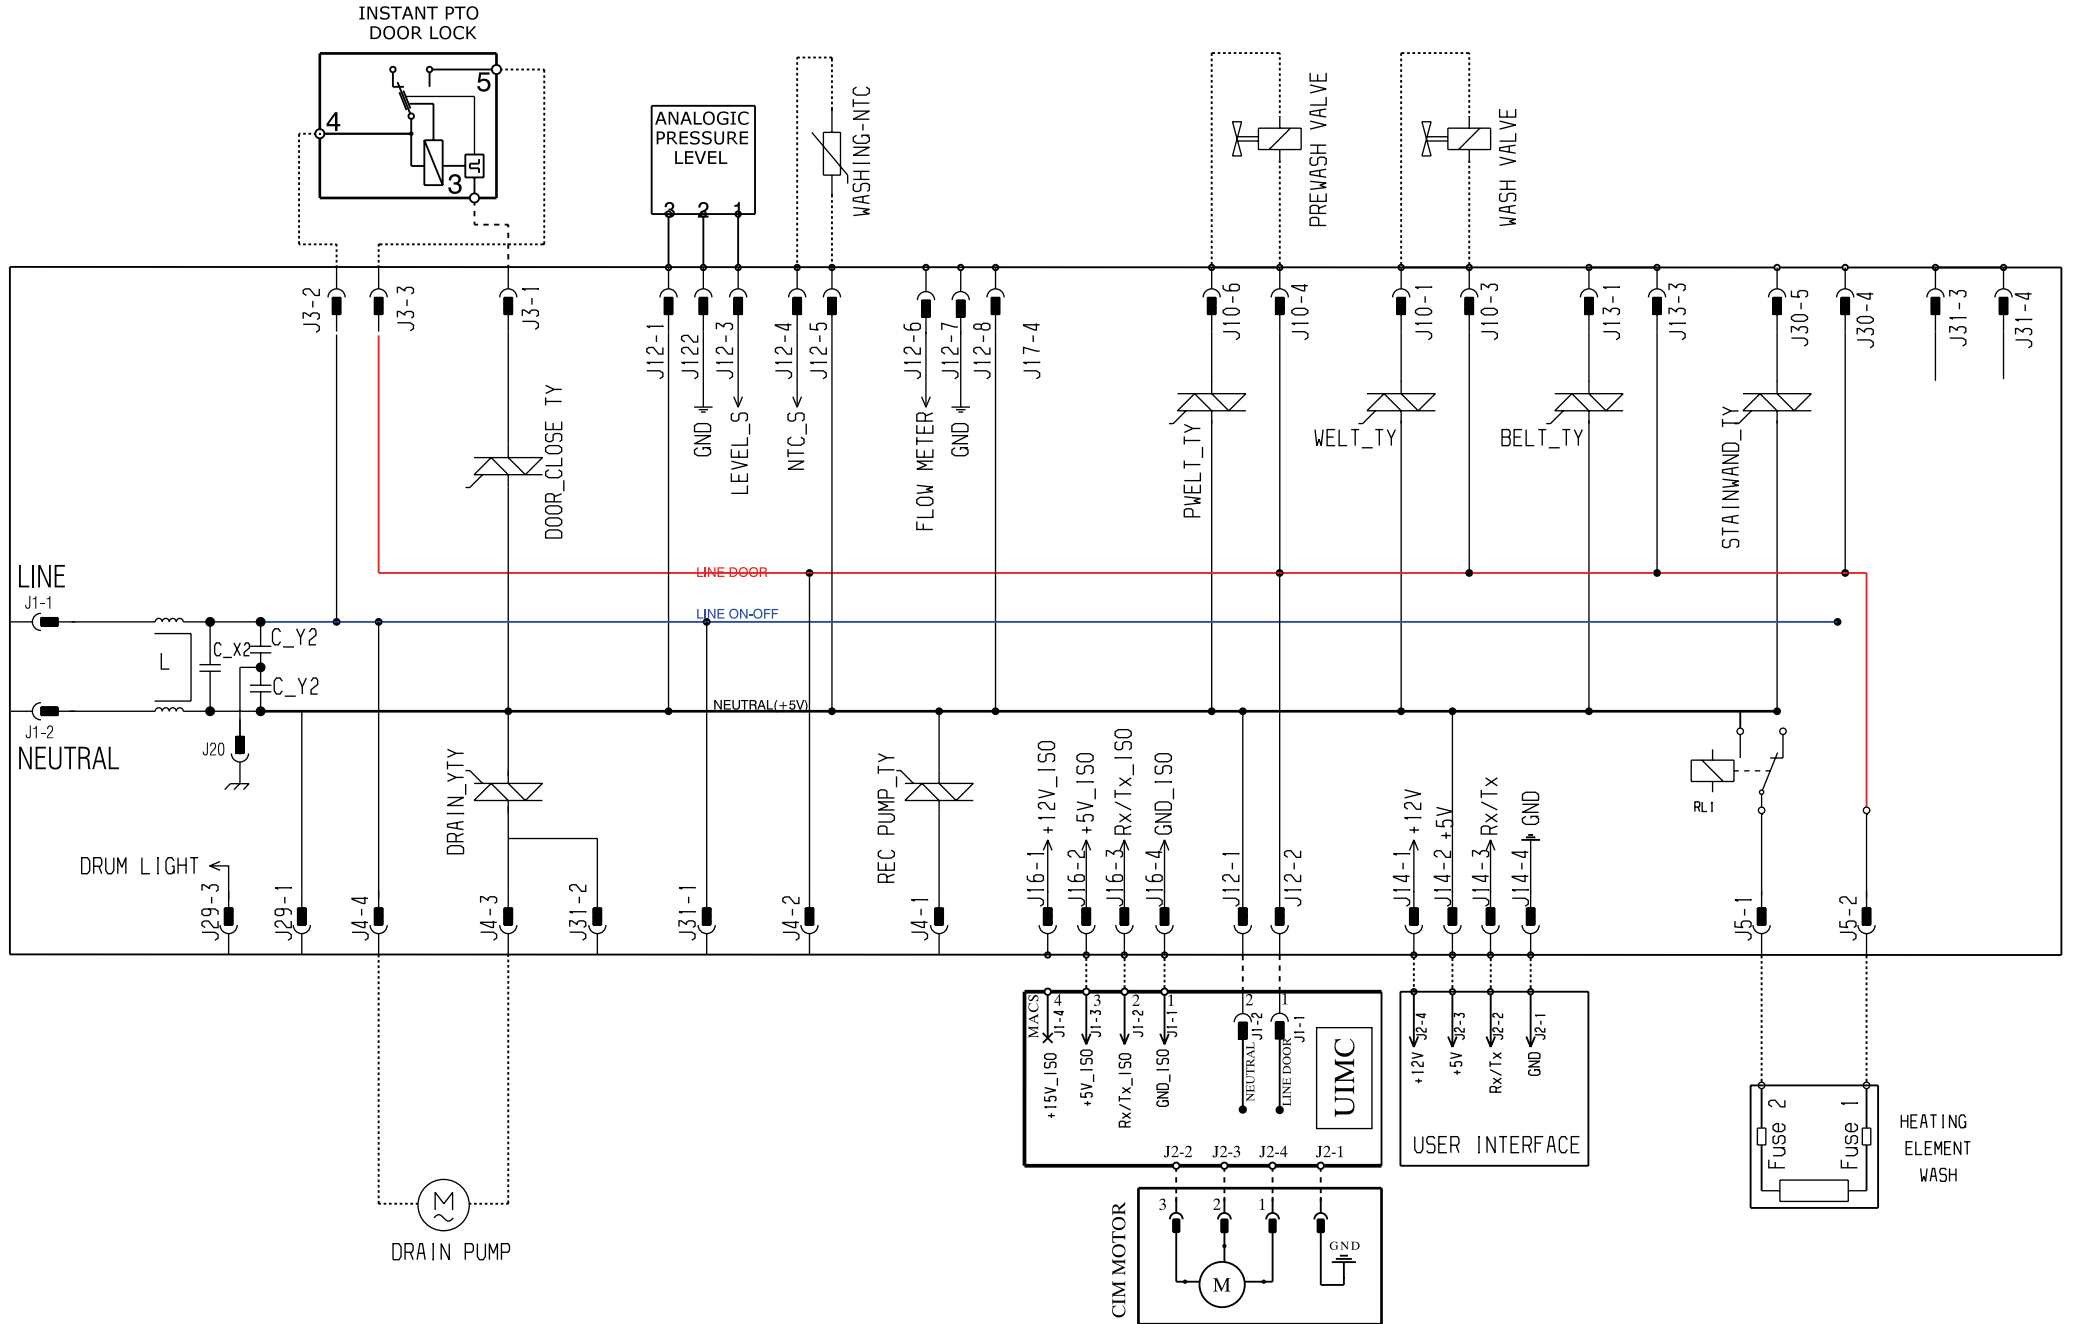 INSTANT PTO
DOOR LOCK
5
4
3
ANALOGIC
PRESSURE
LEVEL
3 2 1
WASHING-NTC
PREWASH VALVE
WASH VALVE
J3-2
J3-3
J3-1
J12-1
J122
J12-3
J12-4
J12-5
J12-6
J12-7
J12-8
J17-4
J10-6
J10-4
J10-1
J10-3
J13-1
J13-3
J30-5
J30-4
J31-3
J31-4
DOOR_CLOSE TY
GND
LEVEL_S
NTC_S
FLOW METER
GND
PWELT_TY
WELT_TY
BELT_TY
STAINWAND_TY
LINE
J1-1
LINE DOOR
LINE ON-OFF
L
C_X2
C_Y2
C_Y2
NEUTRAL(+5V)
J1-2
NEUTRAL
J20
DRAIN_YTY
REC PUMP_TY
+12V_ISO
+5V_ISO
Rx/Tx_ISO
GND_ISO
+12V
+5V
Rx/Tx
GND
RL1
DRUM LIGHT
J29-3
J29-1
J4-4
J4-3
J31-2
J31-1
J4-2
J4-1
J16-1
J16-2
J16-3
J16-4
J12-1
J12-2
J14-1
J14-2
J14-3
J14-4
J5-1
J5-2
MACS
4 3 2 1 2 1
J1-4
J1-3
J1-2
J1-1
J1-2
J1-1
+15V_ISO
+5V_ISO
Rx/Tx_ISO
GND_ISO
NEUTRAL
LINE DOOR
UIMC
J2-4
J2-3
J2-2
J2-1
+12V
+5V
Rx/Tx
GND
USER INTERFACE
J2-2 J2-3 J2-4 J2-1
Fuse 2
Fuse 1
HEATING
ELEMENT
WASH
M
DRAIN PUMP
CIM MOTOR
3 2 1
GND
M